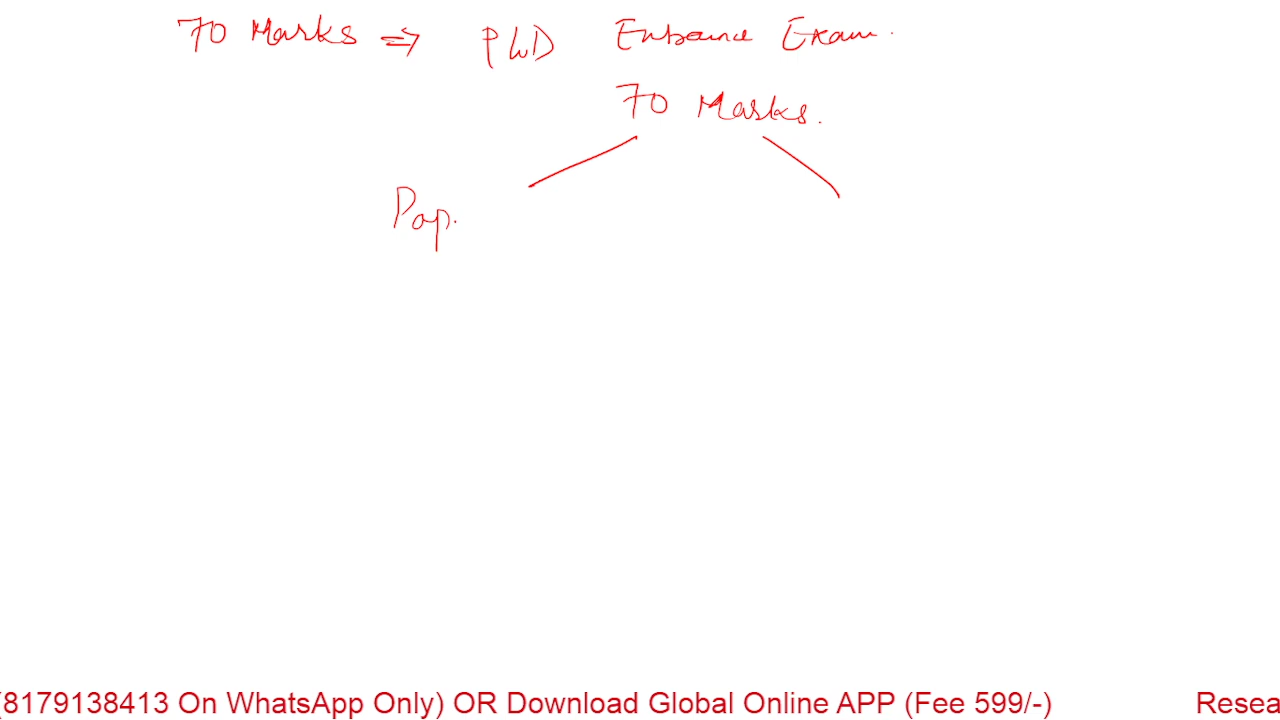 70 Marks ⇒ PhD Entrance Exam.
70 Marks.
Pap.
(8179138413 On WhatsApp Only) OR Download Global Online APP (Fee 599/-) Resea